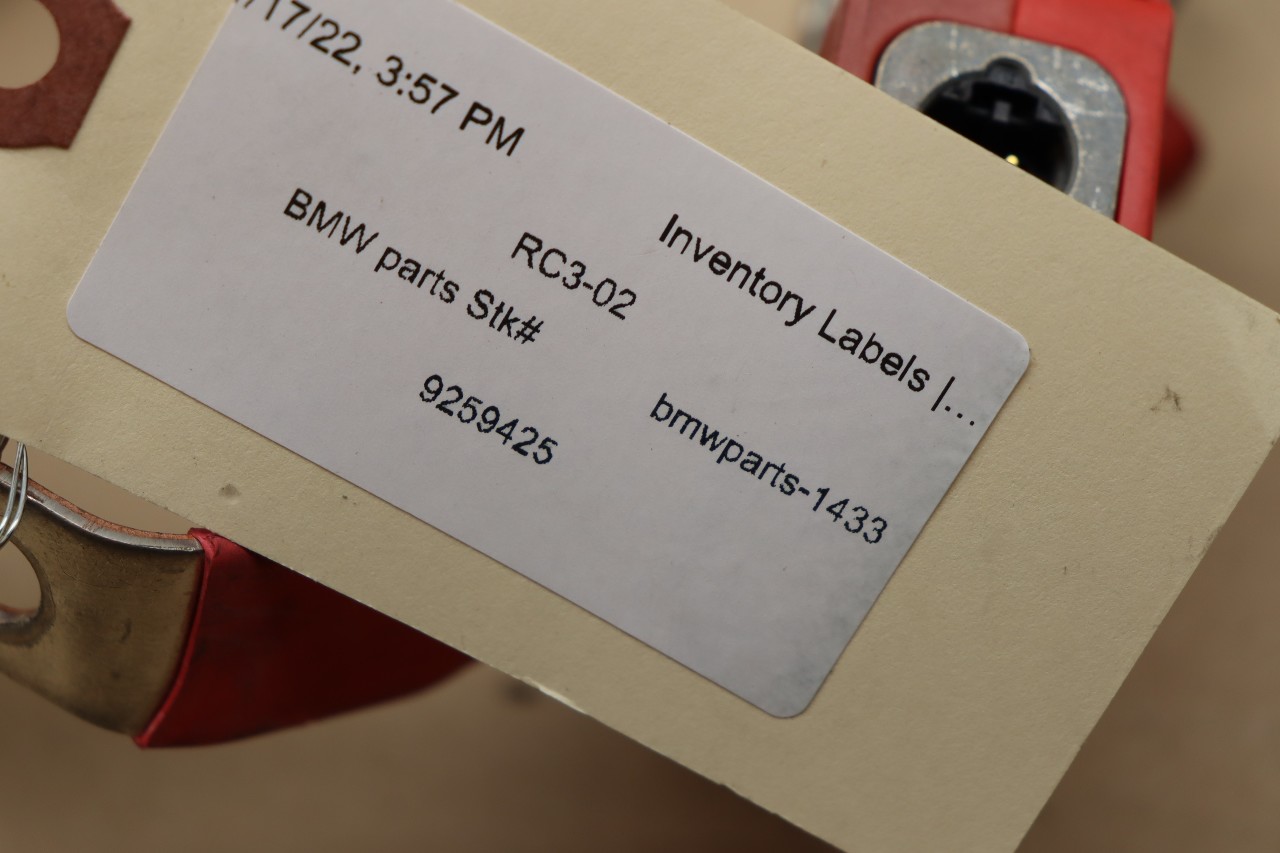 /17/22, 3:57 PM
Inventory Labels |...
RC3-02
BMW parts Stk#
bmwparts-1433
9259425